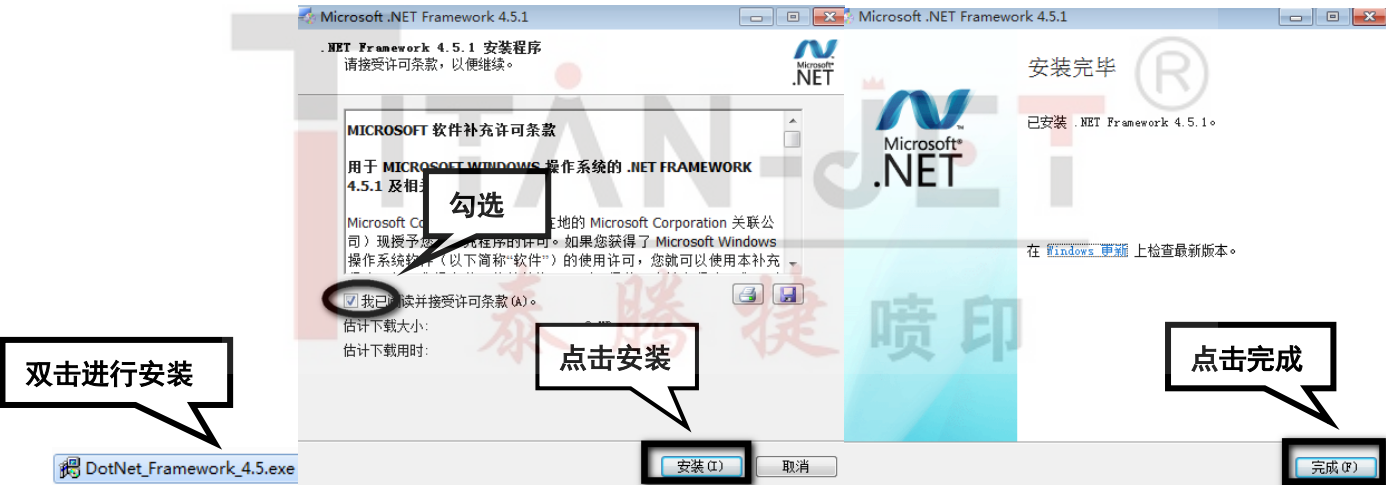 双击进行安装
DotNet_Framework_4.5.exe
Microsoft .NET Framework 4.5.1
.NET Framework 4.5.1 安装程序
请接受许可条款，以便继续。
Microsoft®
.NET
MICROSOFT 软件补充许可条款
用于 MICROSOFT WINDOWS 操作系统的 .NET FRAMEWORK
4.5.1 及相
勾选
Microsoft Co 在地的 Microsoft Corporation 关联公
司）现授予您 充程序的许可。如果您获得了 Microsoft Windows
操作系统软件（以下简称“软件”）的使用许可，您就可以使用本补充
我已阅读并接受许可条款(A)。
估计下载大小:
估计下载用时:
点击安装
安装(I)
取消
Microsoft .NET Framework 4.5.1
安装完毕
已安装 .NET Framework 4.5.1。
Microsoft®
.NET
在 Windows 更新 上检查最新版本。
点击完成
完成(F)
TITAN-JET®
泰腾捷喷印